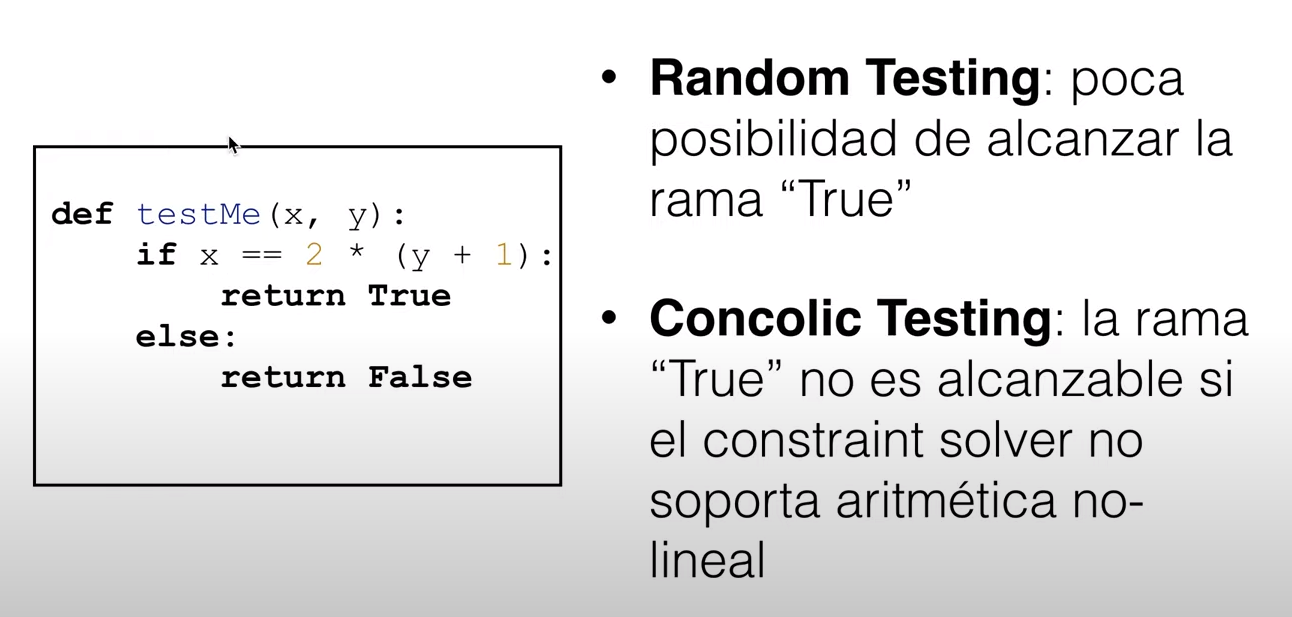 def testMe(x, y):
if x == 2 * (y + 1):
return True
else:
return False
• Random Testing: poca
posibilidad de alcanzar la
rama “True”
• Concolic Testing: la rama
“True” no es alcanzable si
el constraint solver no
soporta aritmética no-
lineal